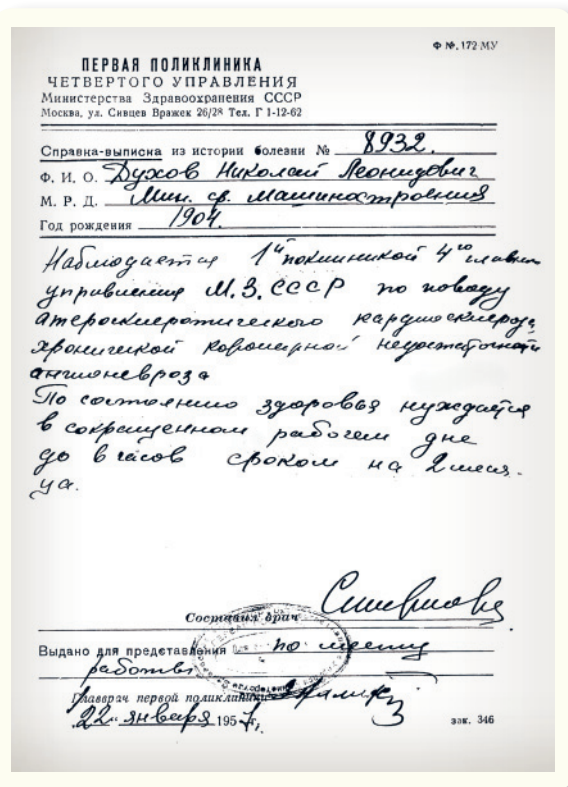 Ф №. 172 МУ
ПЕРВАЯ ПОЛИКЛИНИКА
ЧЕТВЕРТОГО УПРАВЛЕНИЯ
Министерства Здравоохранения СССР
Москва, ул. Сивцев Вражек 26/28 Тел. Г 1-12-62
Справка-выписка из истории болезни № 8932.
Ф. И. О. Духов Николай Леонидович
М. Р. Д. Мин. ср. машиностроения
Год рождения 1904.
Наблюдается 1й поликлиникой 4го главн
управления М.З. СССР по поводу
атеросклеротического кардиосклероза,
хронической коронарной недостаточности
ангионевроза
По состоянию здоровья нуждается
в сокращенном рабочем дне
до 6 часов сроком на 2 меся-
ца.
Составил врач Смирнова
Выдано для представления по месту
работы
Главврач первой поликлиники
22 " января 1957 г.
зак. 346